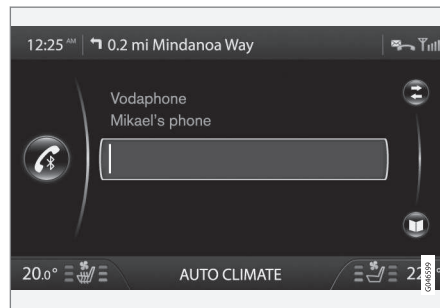 12:25 AM 0.2 mi Mindanoa Way
Vodaphone
Mikael's phone
20.0° AUTO CLIMATE
G046599